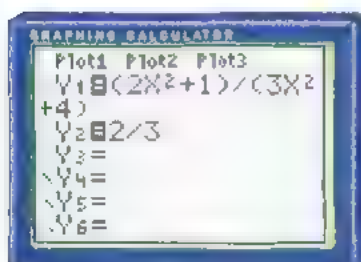 GRAPHING CALCULATOR
Plot1 Plot2 Plot3
\Y1=(2X²+1)/(3X²
+4)
\Y2=2/3
\Y3=
\Y4=
\Y5=
\Y6=